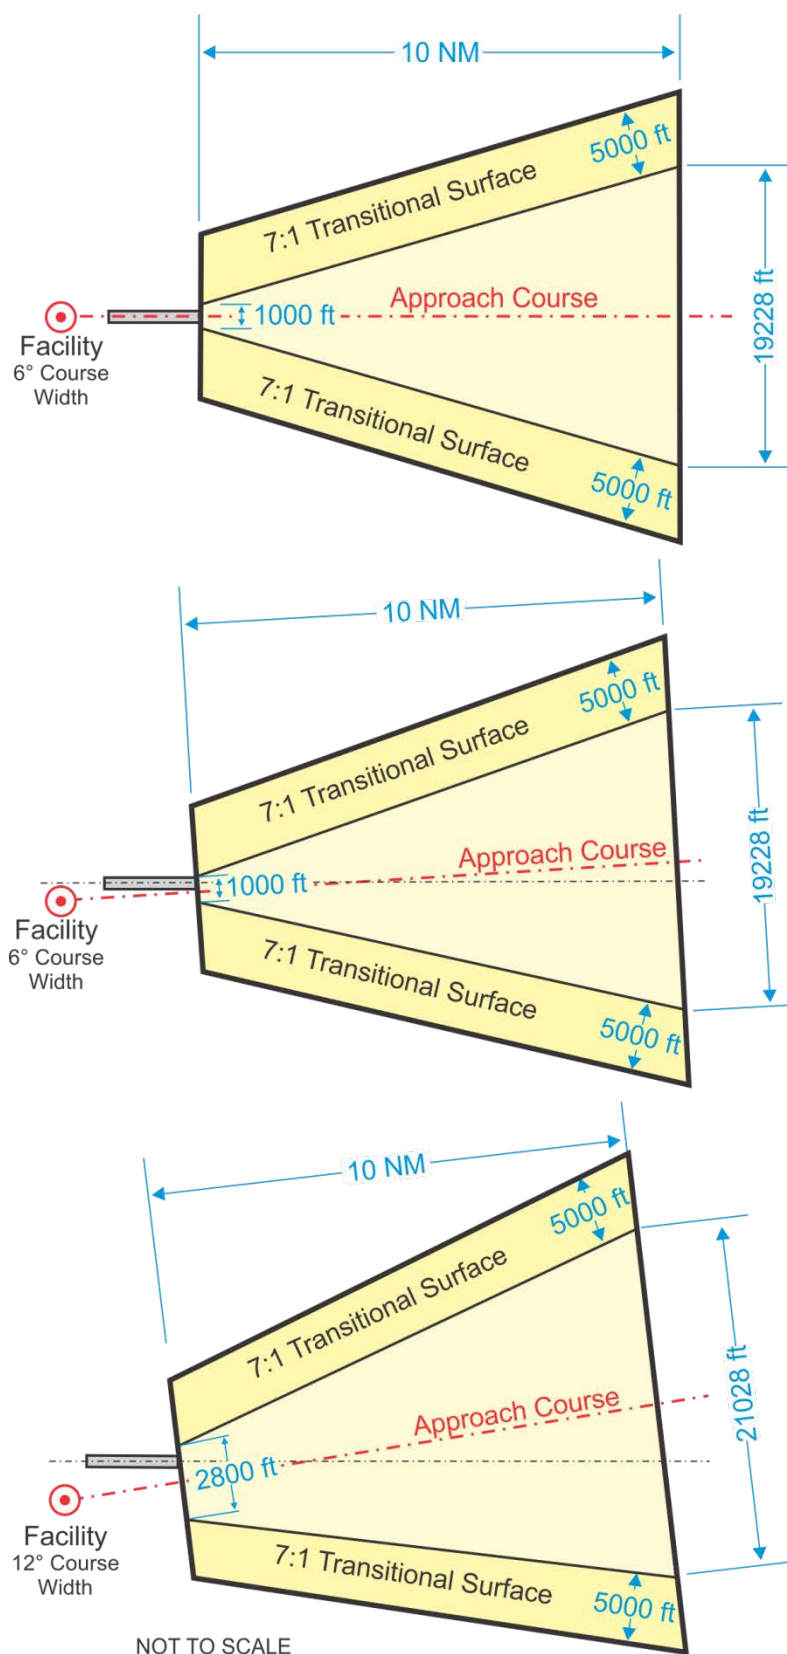 10 NM
5000 ft
7:1 Transitional Surface
Approach Course
1000 ft
19228 ft
Facility
6° Course
Width
7:1 Transitional Surface
5000 ft
10 NM
5000 ft
7:1 Transitional Surface
Approach Course
1000 ft
19228 ft
Facility
6° Course
Width
7:1 Transitional Surface
5000 ft
10 NM
5000 ft
7:1 Transitional Surface
Approach Course
21028 ft
2800 ft
Facility
12° Course
Width
7:1 Transitional Surface
5000 ft
NOT TO SCALE